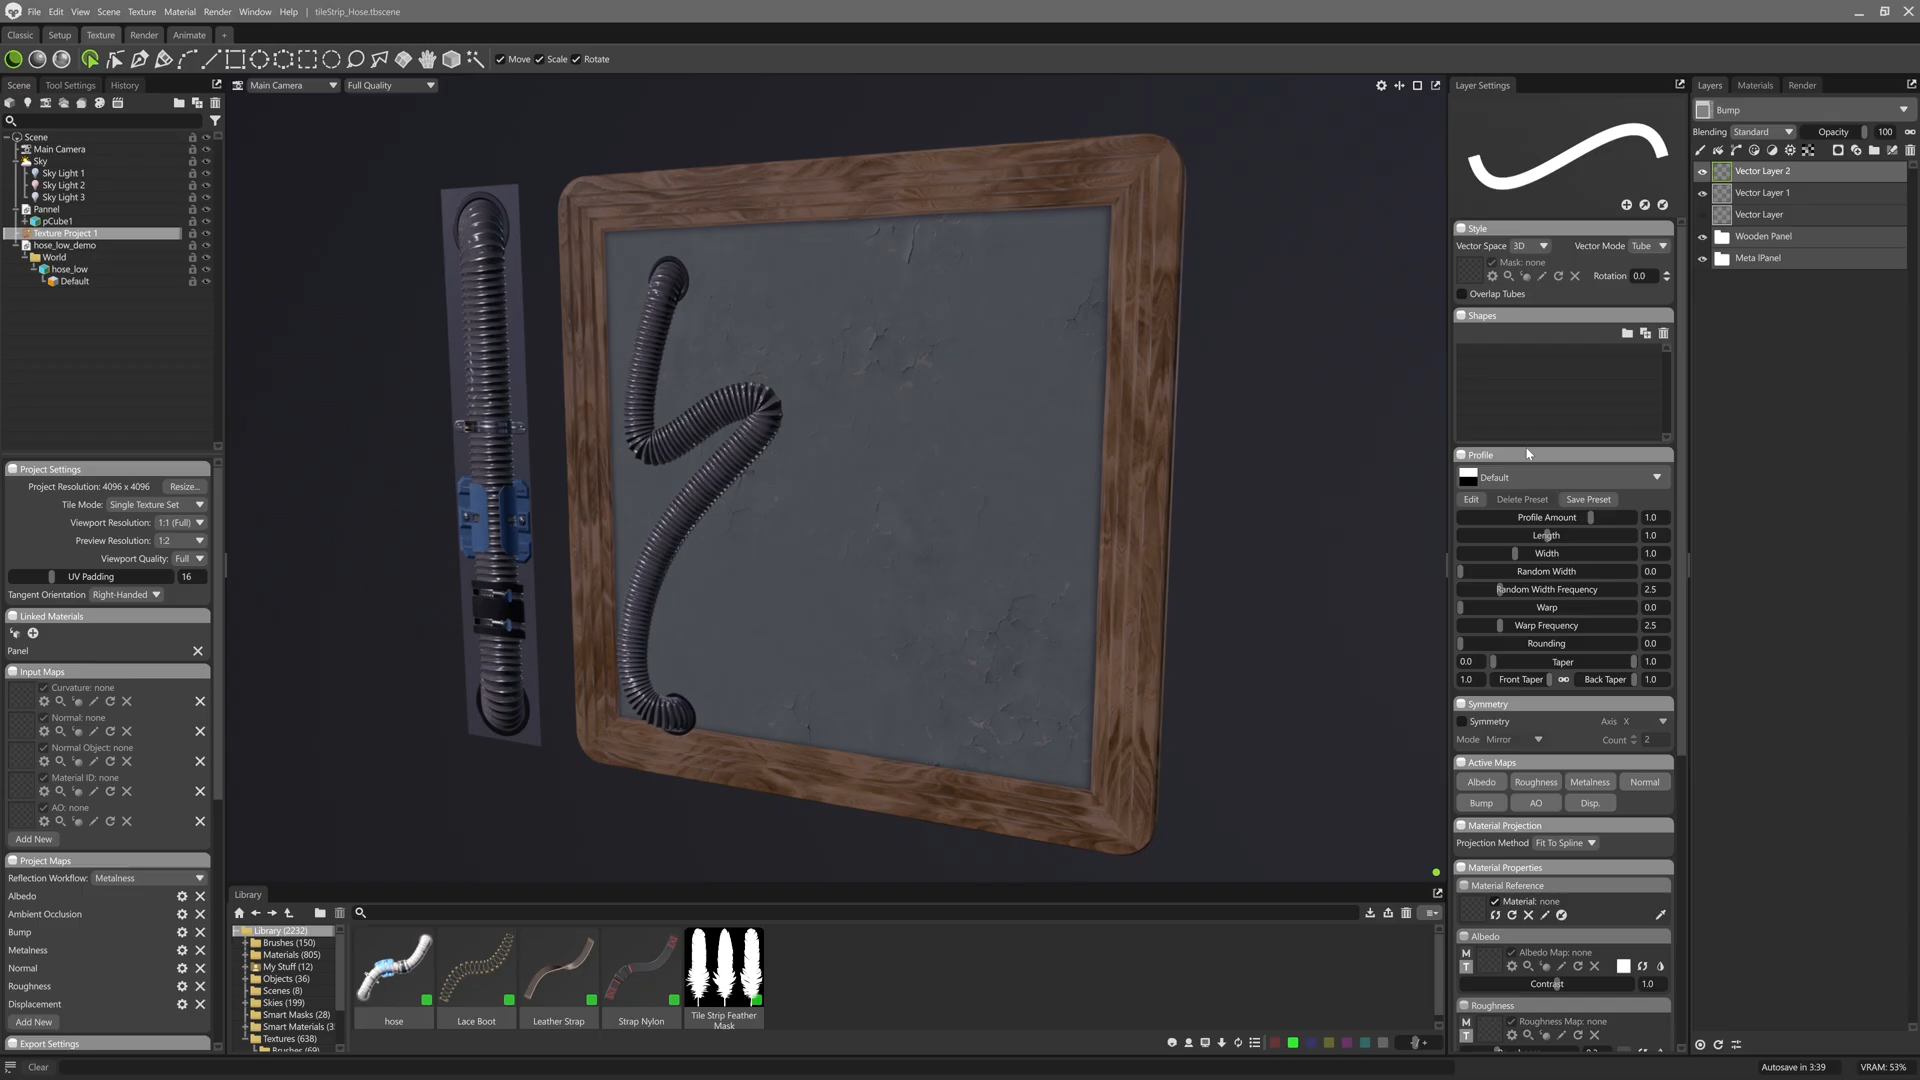 File Edit View Scene Texture Material Render Window Help tileStrip_Hose.tbscene
Classic Setup Texture Render Animate +
Move Scale Rotate
Scene Tool Settings History
Main Camera Full Quality
Layer Settings
Layers Materials Render
Scene
Main Camera
Sky
Sky Light 1
Sky Light 2
Sky Light 3
Pannel
pCube1
Texture Project 1
hose_low_demo
World
hose_low
Default
Project Settings
Project Resolution: 4096 x 4096 Resize...
Tile Mode: Single Texture Set
Viewport Resolution: 1:1 (Full)
Preview Resolution: 1:2
Viewport Quality: Full
UV Padding 16
Tangent Orientation Right-Handed
Linked Materials
Panel
Input Maps
Curvature: none
Normal: none
Normal Object: none
Material ID: none
AO: none
Add New
Project Maps
Reflection Workflow: Metalness
Albedo
Ambient Occlusion
Bump
Metalness
Normal
Roughness
Displacement
Add New
Export Settings
Clear
Library
Library (2232)
Brushes (150)
Materials (805)
My Stuff (12)
Objects (36)
Scenes (8)
Skies (199)
Smart Masks (28)
Smart Materials (3
Textures (638)
Brushes (69)
hose
Lace Boot
Leather Strap
Strap Nylon
Tile Strip Feather
Mask
Style
Vector Space 3D Vector Mode Tube
Mask: none
Rotation 0.0
Overlap Tubes
Shapes
Profile
Default
Edit Delete Preset Save Preset
Profile Amount 1.0
Length 1.0
Width 1.0
Random Width 0.0
Random Width Frequency 2.5
Warp 0.0
Warp Frequency 2.5
Rounding 0.0
0.0 Taper 1.0
1.0 Front Taper Back Taper 1.0
Symmetry
Symmetry Axis X
Mode Mirror Count 2
Active Maps
Albedo Roughness Metalness Normal
Bump AO Disp.
Material Projection
Projection Method Fit To Spline
Material Properties
Material Reference
Material: none
Albedo
M Albedo Map: none
T
Contrast 1.0
Roughness
M Roughness Map: none
T
Bump
Blending Standard Opacity 100
Vector Layer 2
Vector Layer 1
Vector Layer
Wooden Panel
Meta lPanel
Autosave in 3:39 VRAM: 53%